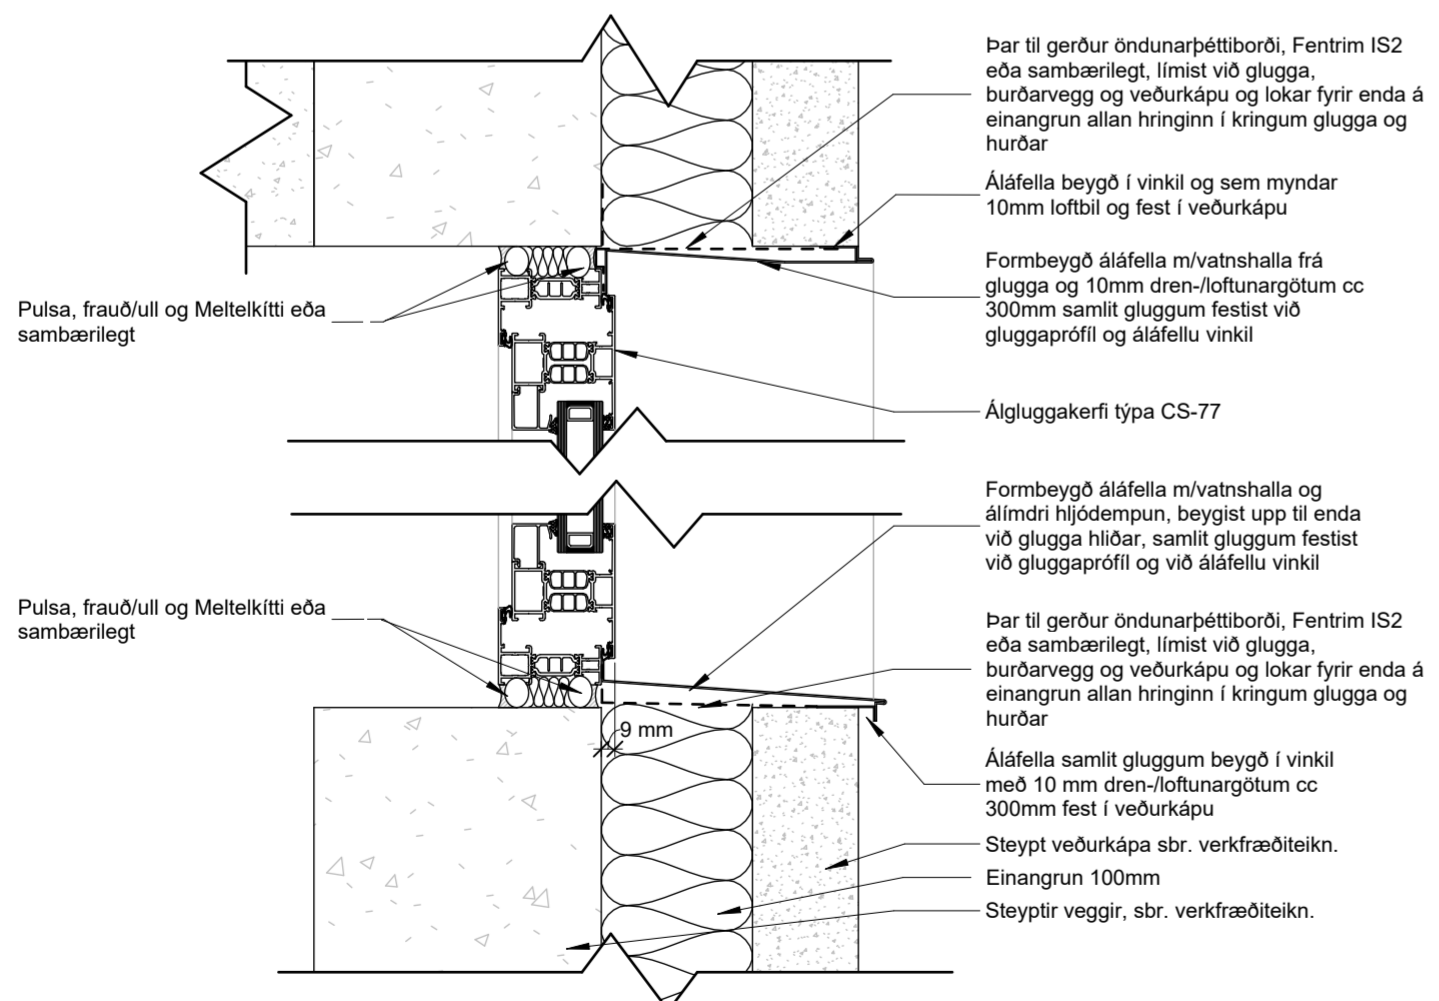 Þar til gerður öndunarþéttiborði, Fentrim IS2
eða sambærilegt, límist við glugga,
burðarvegg og veðurkápu og lokar fyrir enda á
einangrun allan hringinn í kringum glugga og
hurðar
Áláfella beygð í vinkil og sem myndar
10mm loftbil og fest í veðurkápu
Formbeygð áláfella m/vatnshalla frá
glugga og 10mm dren-/loftunargötum cc
300mm samlit gluggum festist við
gluggaprófíl og áláfellu vinkil
Pulsa, frauð/ull og Meltelkítti eða
sambærilegt
Álgluggakerfi týpa CS-77
Formbeygð áláfella m/vatnshalla og
álímdri hljódempun, beygist upp til enda
við glugga hliðar, samlit gluggum festist
við gluggaprófíl og við áláfellu vinkil
Pulsa, frauð/ull og Meltelkítti eða
sambærilegt
Þar til gerður öndunarþéttiborði, Fentrim IS2
eða sambærilegt, límist við glugga,
burðarvegg og veðurkápu og lokar fyrir enda á
einangrun allan hringinn í kringum glugga og
hurðar
9 mm
Áláfella samlit gluggum beygð í vinkil
með 10 mm dren-/loftunargötum cc
300mm fest í veðurkápu
Steypt veðurkápa sbr. verkfræðiteikn.
Einangrun 100mm
Steyptir veggir, sbr. verkfræðiteikn.